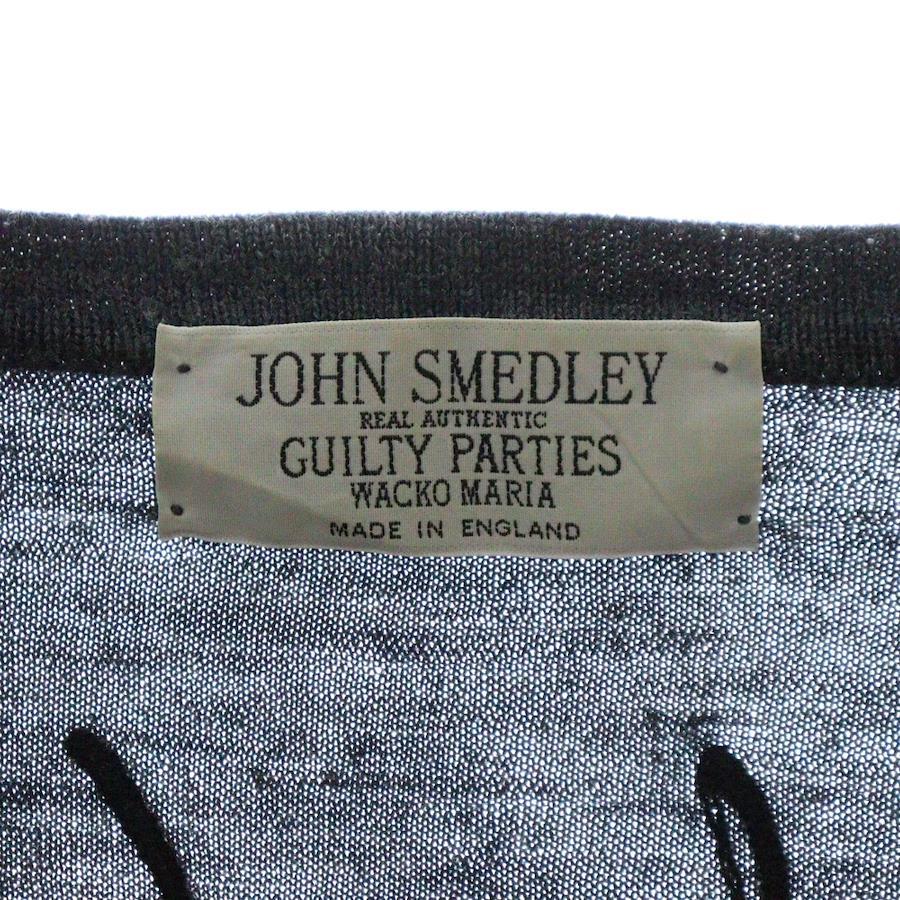 JOHN SMEDLEY
REAL AUTHENTIC
GUILTY PARTIES
WACKO MARIA
MADE IN ENGLAND